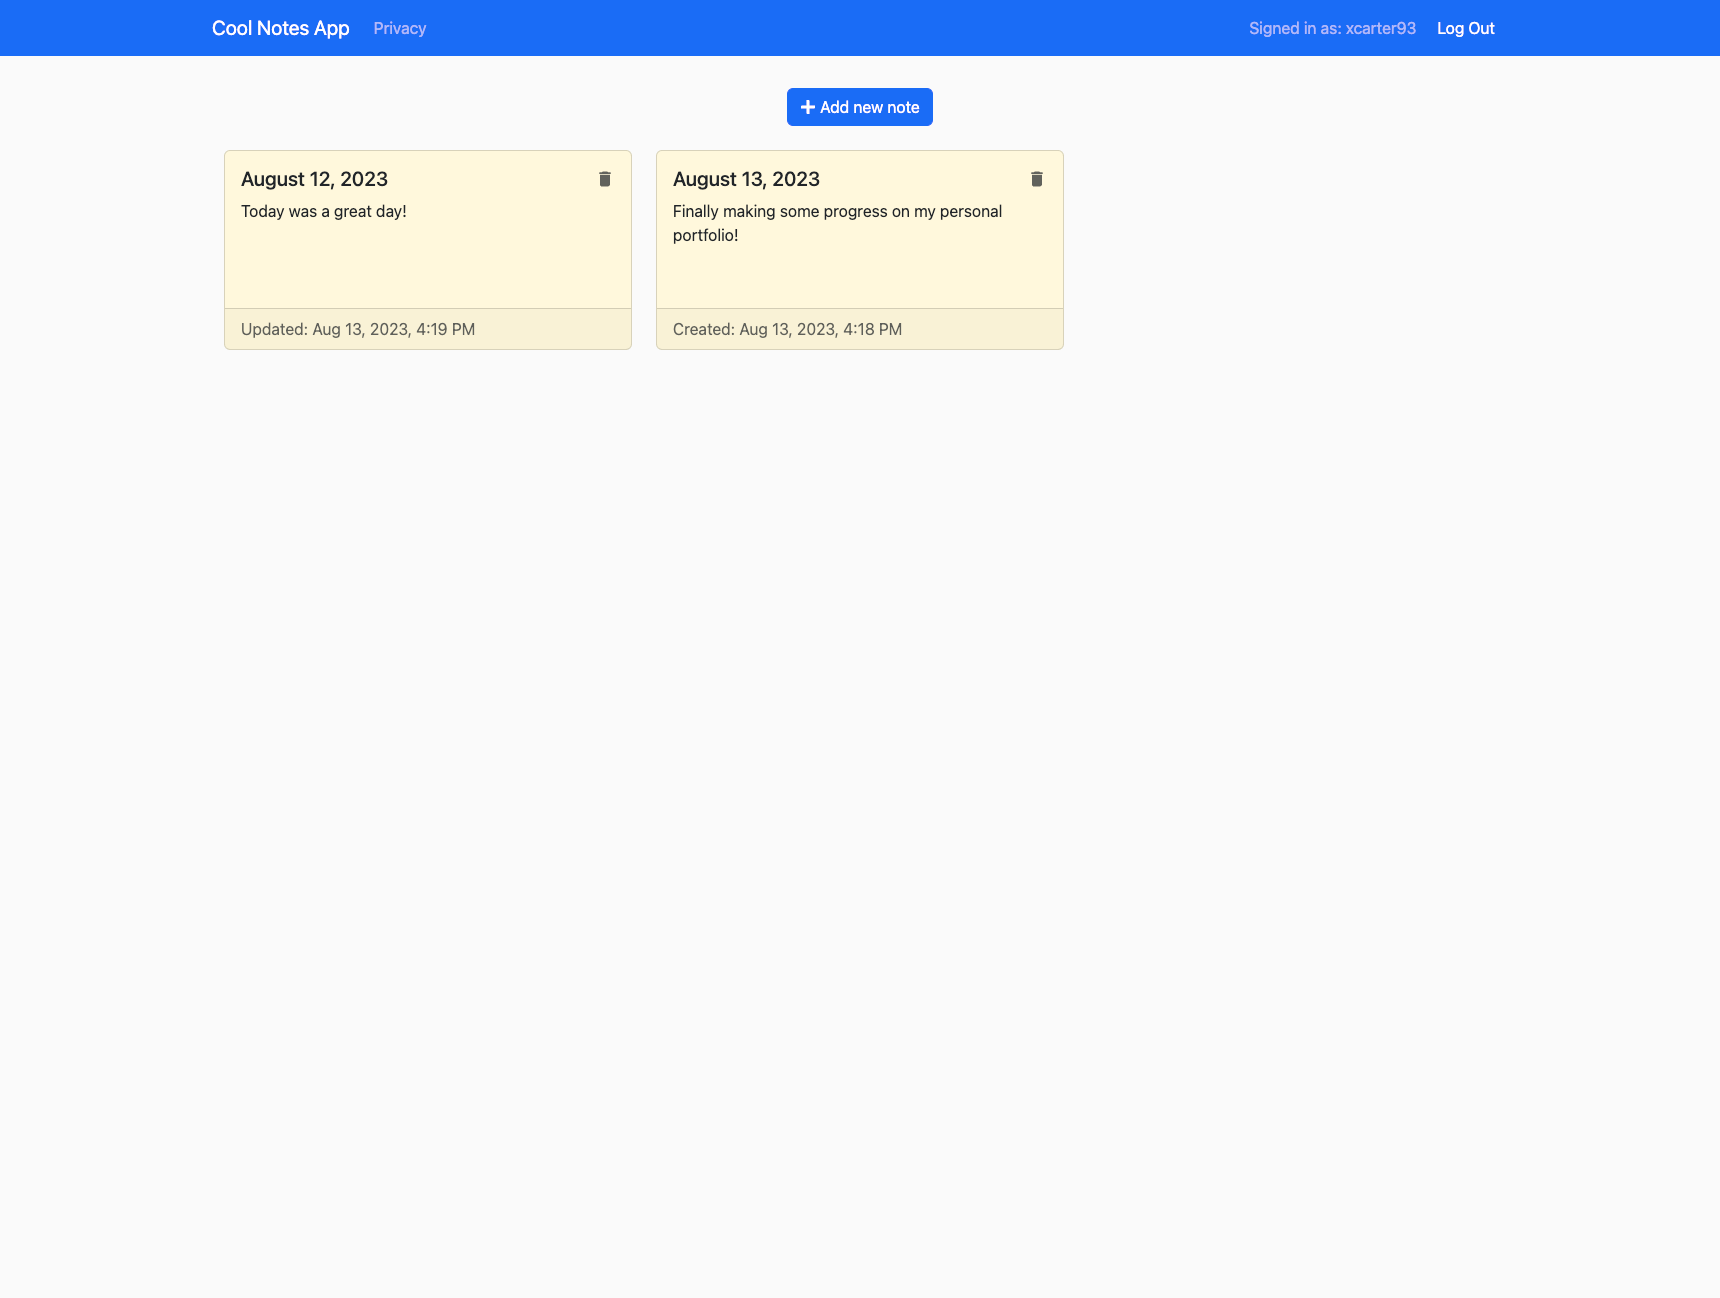 Cool Notes App Privacy Signed in as: xcarter93 Log Out
Add new note
August 12, 2023
Today was a great day!
Updated: Aug 13, 2023, 4:19 PM
August 13, 2023
Finally making some progress on my personal
portfolio!
Created: Aug 13, 2023, 4:18 PM